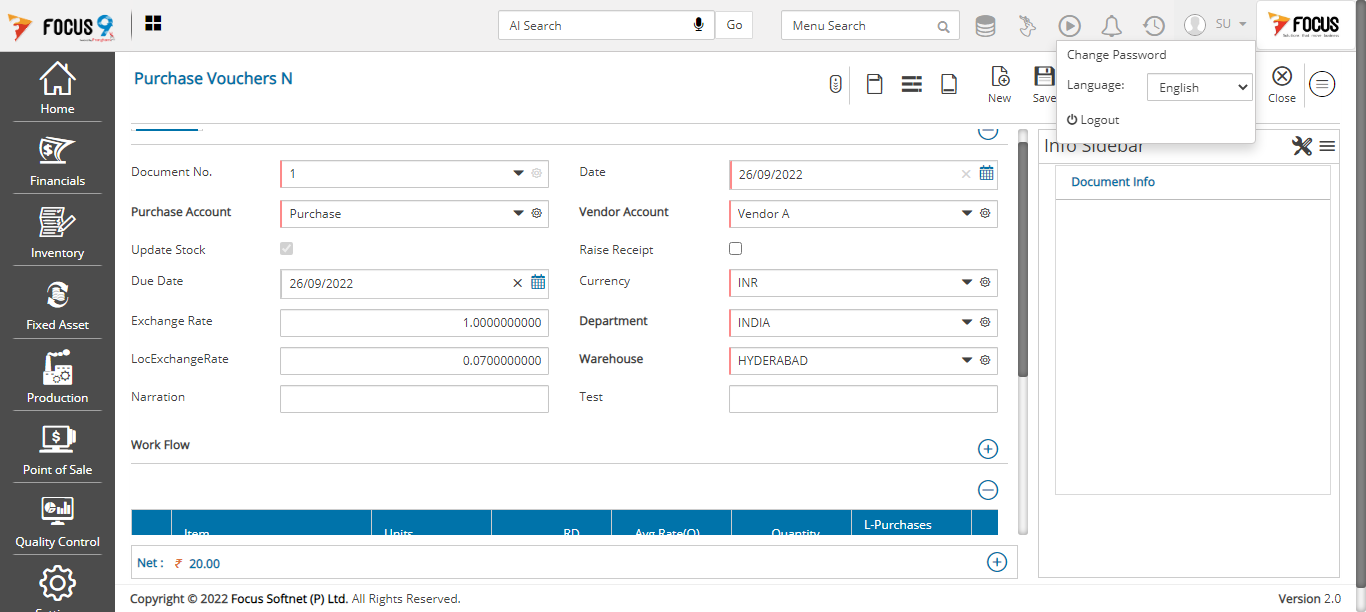 FOCUS 9
AI Search
Go
Menu Search
SU
FOCUS
Change Password
Language: English
Logout
Purchase Vouchers N
New
Save
Close
Home
Financials
Inventory
Fixed Asset
Production
Point of Sale
Quality Control
Document No. 1
Date 26/09/2022
Purchase Account Purchase
Vendor Account Vendor A
Update Stock
Raise Receipt
Due Date 26/09/2022
Currency INR
Exchange Rate 1.0000000000
Department INDIA
LocExchangeRate 0.0700000000
Warehouse HYDERABAD
Narration
Test
Work Flow
Item Units RD Avg Rate(O) Quantity L-Purchases
Net : ₹ 20.00
Info Sidebar
Document Info
Copyright © 2022 Focus Softnet (P) Ltd. All Rights Reserved.
Version 2.0